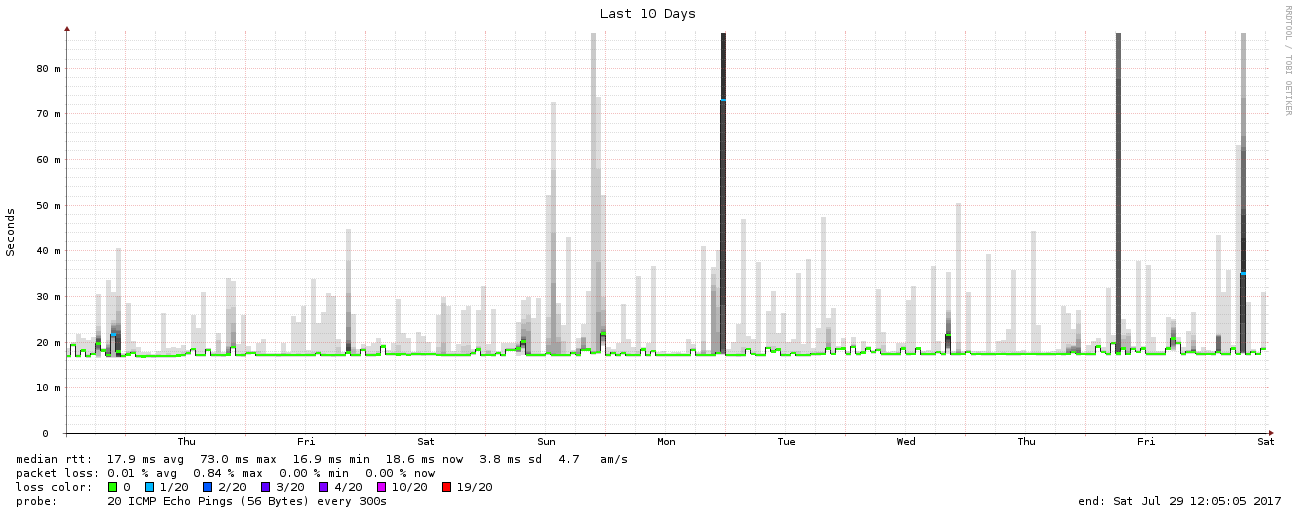 Last 10 Days
RRDTOOL / TOBI OETIKER
Seconds
80 m
70 m
60 m
50 m
40 m
30 m
20 m
10 m
0
Thu Fri Sat Sun Mon Tue Wed Thu Fri Sat
median rtt: 17.9 ms avg 73.0 ms max 16.9 ms min 18.6 ms now 3.8 ms sd 4.7 am/s
packet loss: 0.01 % avg 0.84 % max 0.00 % min 0.00 % now
loss color: 0 1/20 2/20 3/20 4/20 10/20 19/20
probe: 20 ICMP Echo Pings (56 Bytes) every 300s end: Sat Jul 29 12:05:05 2017